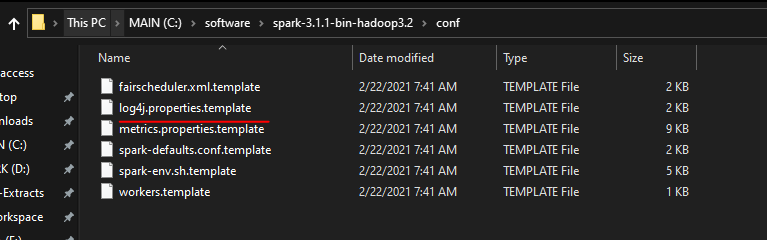 This PC > MAIN (C:) > software > spark-3.1.1-bin-hadoop3.2 > conf
Name Date modified Type Size
fairscheduler.xml.template 2/22/2021 7:41 AM TEMPLATE File 2 KB
log4j.properties.template 2/22/2021 7:41 AM TEMPLATE File 2 KB
metrics.properties.template 2/22/2021 7:41 AM TEMPLATE File 9 KB
spark-defaults.conf.template 2/22/2021 7:41 AM TEMPLATE File 2 KB
spark-env.sh.template 2/22/2021 7:41 AM TEMPLATE File 5 KB
workers.template 2/22/2021 7:41 AM TEMPLATE File 1 KB
access
top
nloads
N (C:)
RK (D:)
-Extracts
orkspace